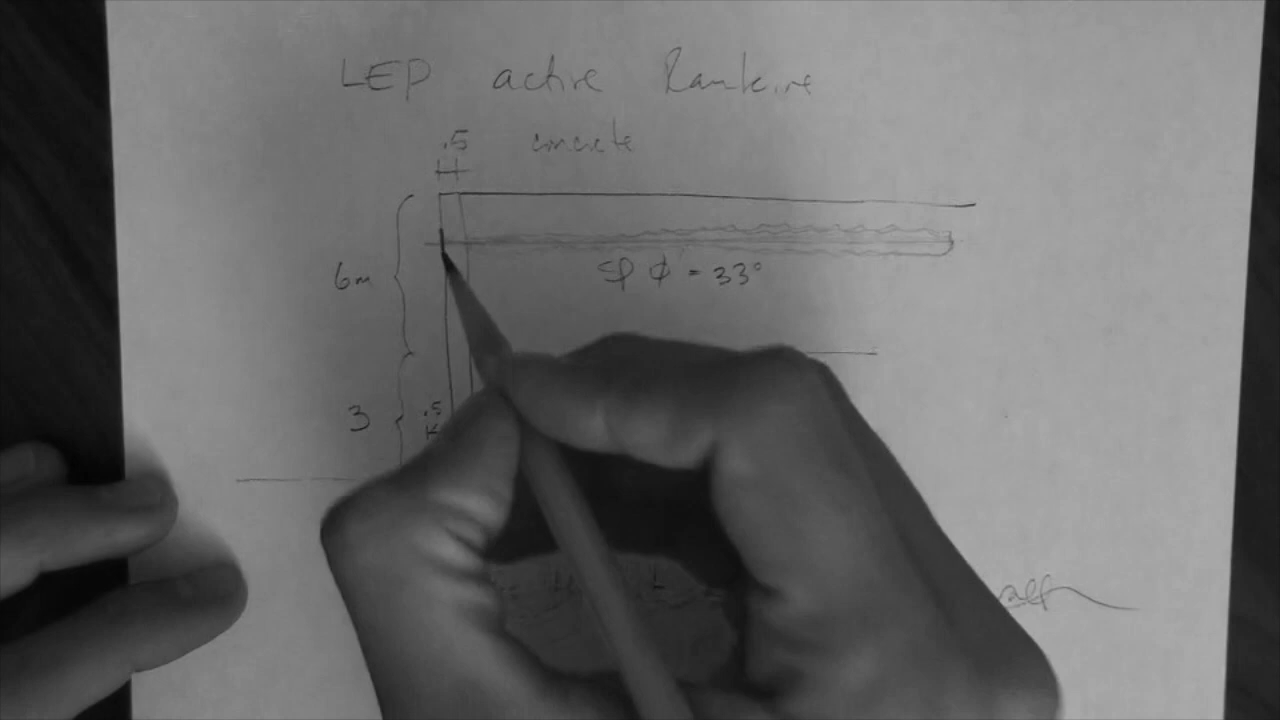 LEP active Rankine
.5 concrete
6m
SP φ = 33°
3
.5
K